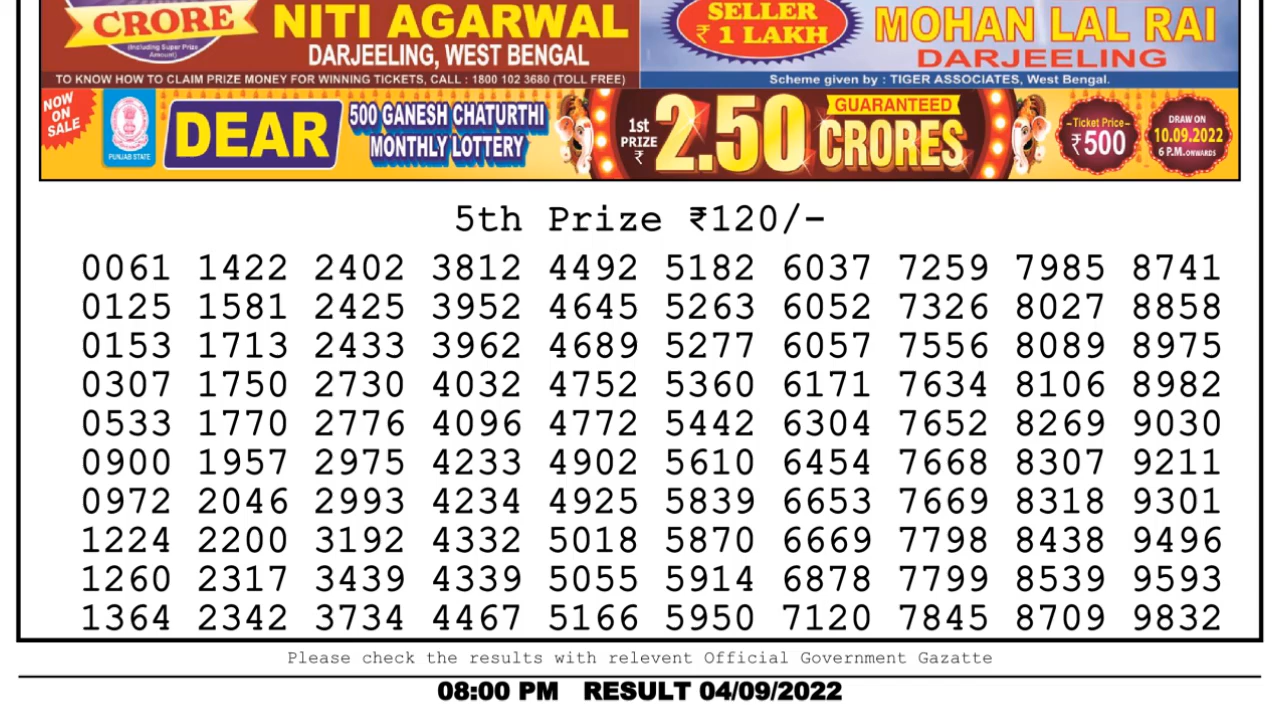 CRORE
(Including Super Prize
Amount)
NITI AGARWAL
DARJEELING, WEST BENGAL
TO KNOW HOW TO CLAIM PRIZE MONEY FOR WINNING TICKETS, CALL : 1800 102 3680 (TOLL FREE)
SELLER
₹ 1 LAKH
MOHAN LAL RAI
DARJEELING
Scheme given by : TIGER ASSOCIATES, West Bengal.
NOW
ON
SALE
PUNJAB STATE
DEAR
500 GANESH CHATURTHI
MONTHLY LOTTERY
1st
PRIZE
₹
2.50
GUARANTEED
CRORES
-Ticket Price-
₹500
DRAW ON
10.09.2022
6 P.M. ONWARDS
5th Prize ₹120/-
0061 1422 2402 3812 4492 5182 6037 7259 7985 8741
0125 1581 2425 3952 4645 5263 6052 7326 8027 8858
0153 1713 2433 3962 4689 5277 6057 7556 8089 8975
0307 1750 2730 4032 4752 5360 6171 7634 8106 8982
0533 1770 2776 4096 4772 5442 6304 7652 8269 9030
0900 1957 2975 4233 4902 5610 6454 7668 8307 9211
0972 2046 2993 4234 4925 5839 6653 7669 8318 9301
1224 2200 3192 4332 5018 5870 6669 7798 8438 9496
1260 2317 3439 4339 5055 5914 6878 7799 8539 9593
1364 2342 3734 4467 5166 5950 7120 7845 8709 9832
Please check the results with relevent Official Government Gazatte
08:00 PM RESULT 04/09/2022